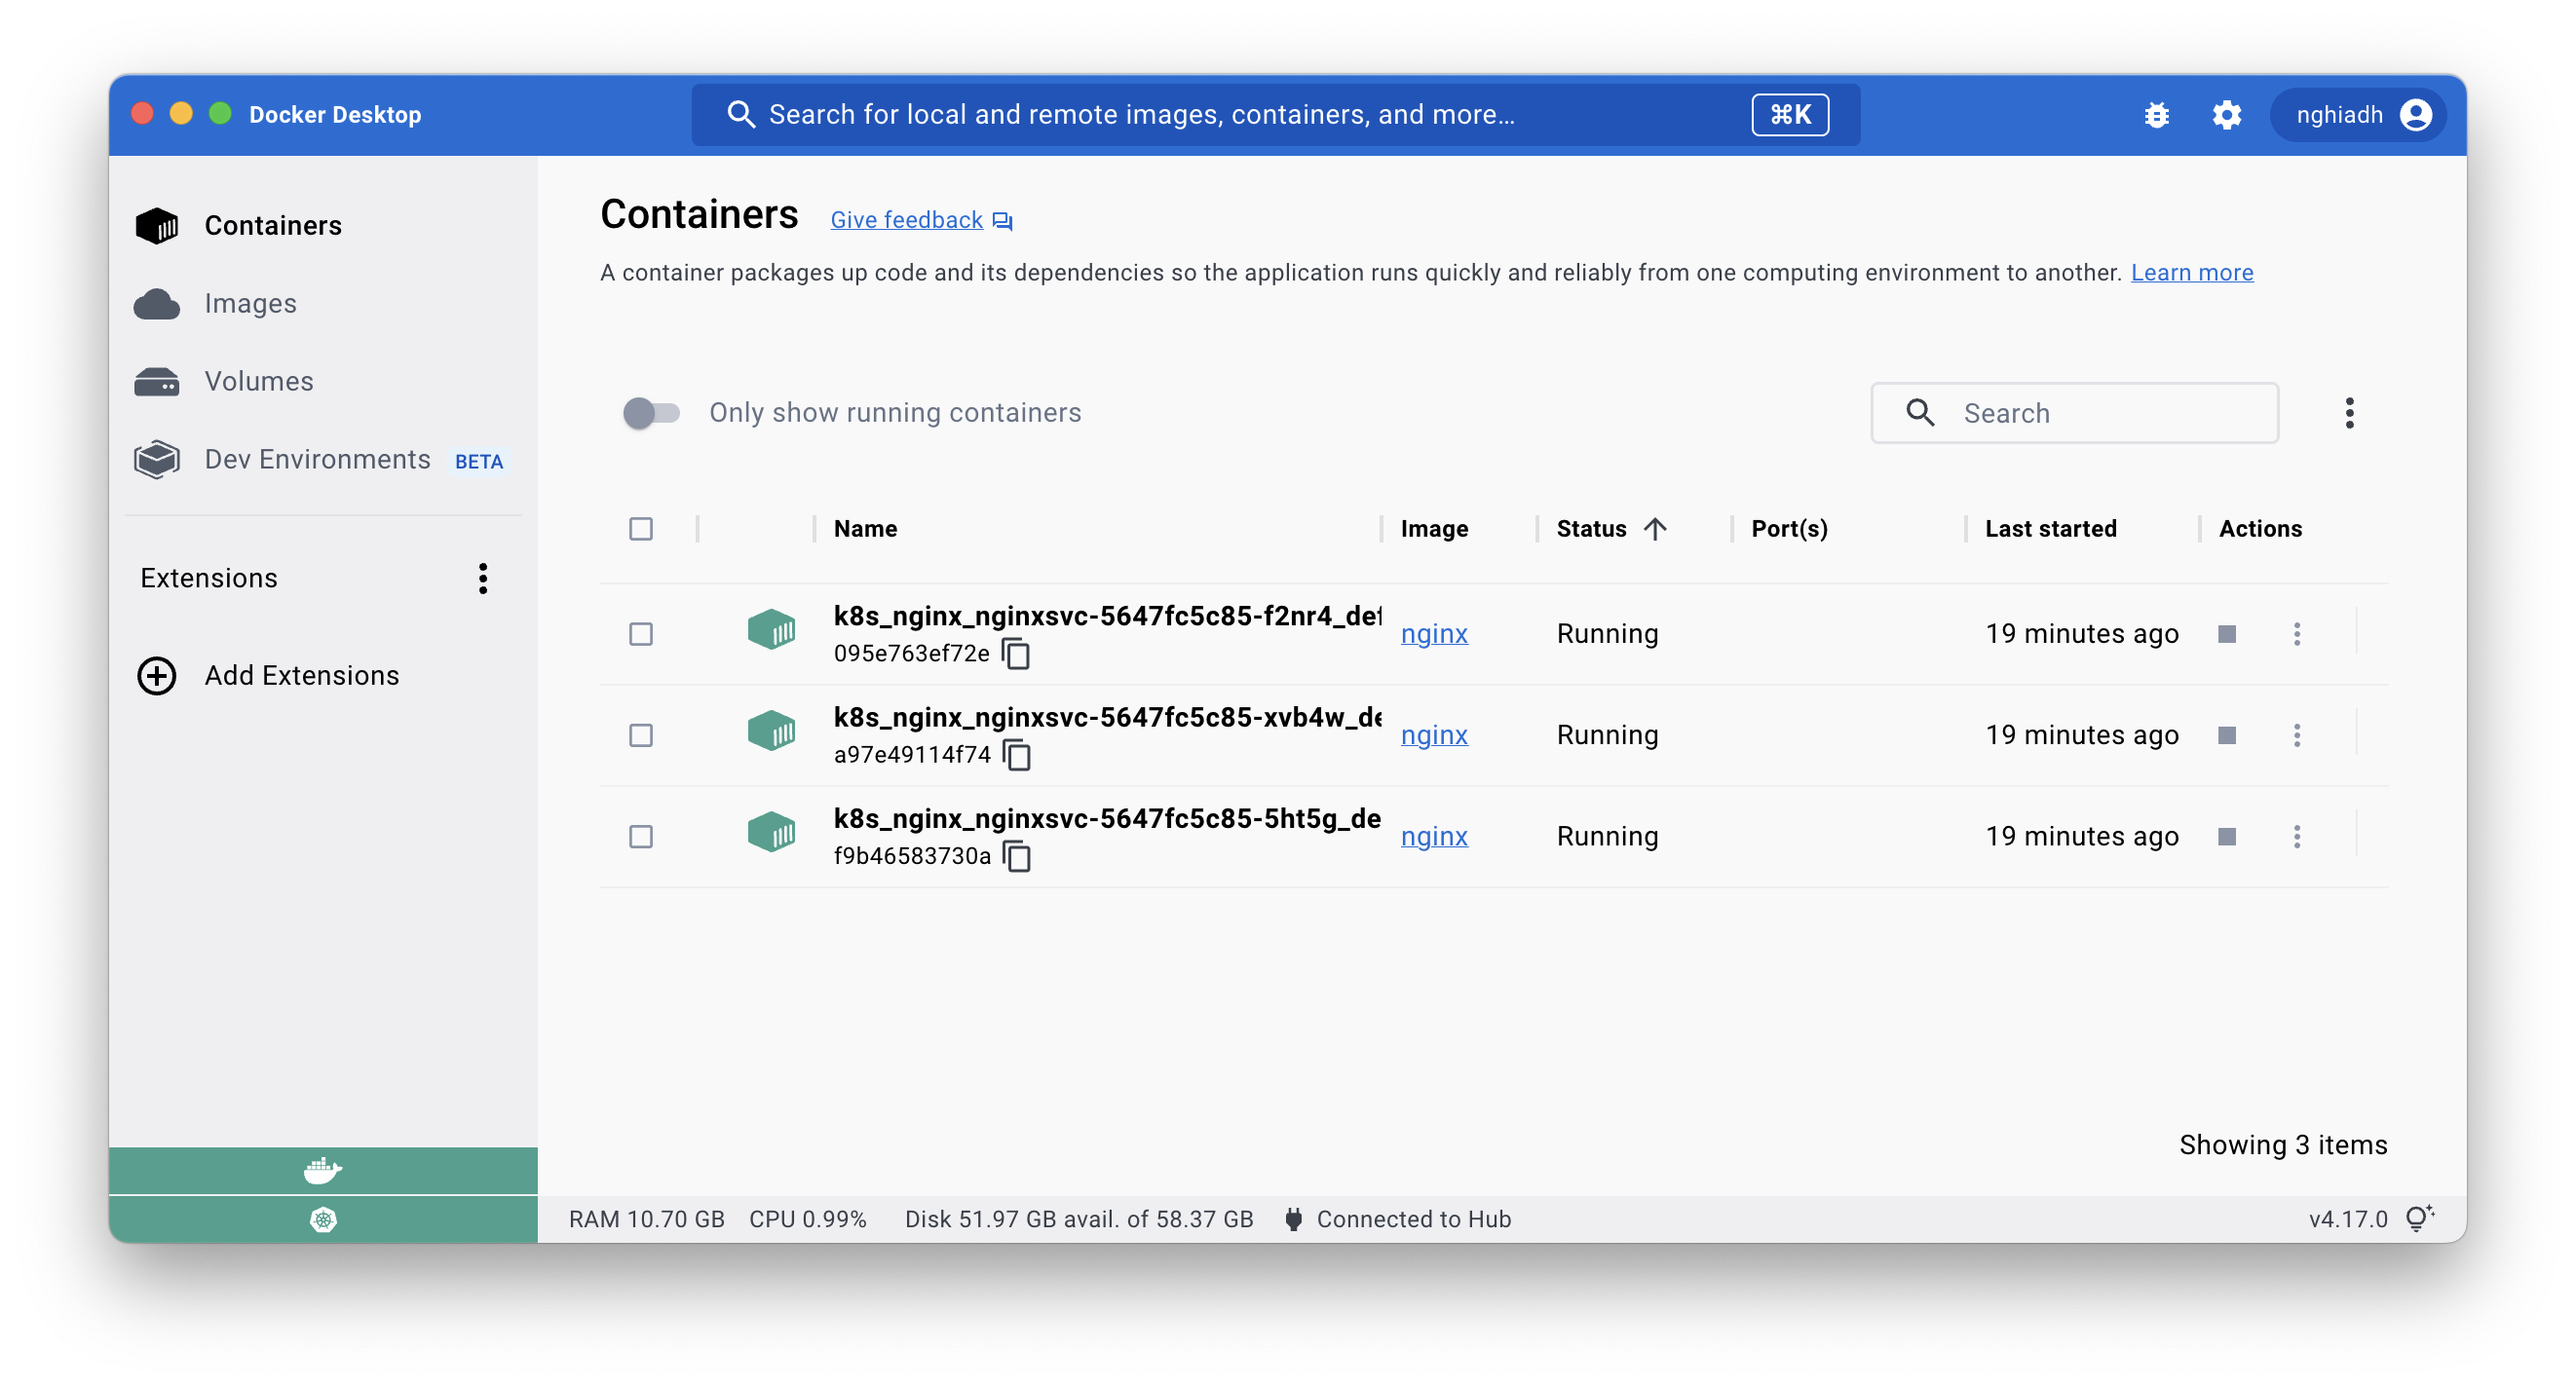 Docker Desktop
Search for local and remote images, containers, and more...
⌘K
nghiadh
Containers
Images
Volumes
Dev Environments BETA
Extensions
Add Extensions
Containers Give feedback
A container packages up code and its dependencies so the application runs quickly and reliably from one computing environment to another. Learn more
Only show running containers
Search
Name Image Status Port(s) Last started Actions
k8s_nginx_nginxsvc-5647fc5c85-f2nr4_def
095e763ef72e
nginx Running 19 minutes ago
k8s_nginx_nginxsvc-5647fc5c85-xvb4w_de
a97e49114f74
nginx Running 19 minutes ago
k8s_nginx_nginxsvc-5647fc5c85-5ht5g_de
f9b46583730a
nginx Running 19 minutes ago
Showing 3 items
RAM 10.70 GB CPU 0.99% Disk 51.97 GB avail. of 58.37 GB Connected to Hub
v4.17.0